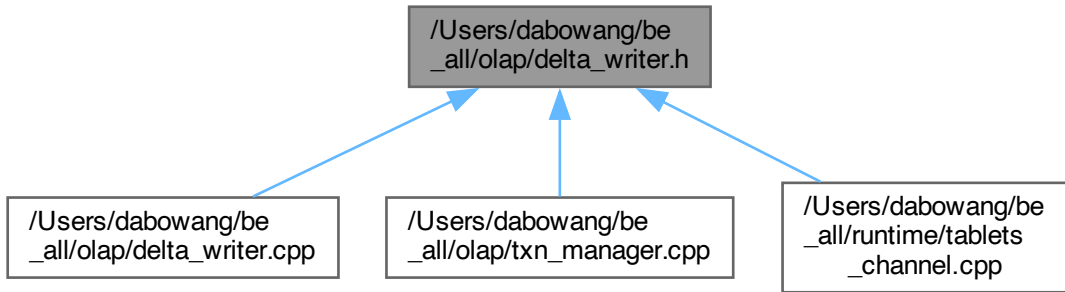 /Users/dabowang/be
_all/olap/delta_writer.h
/Users/dabowang/be
_all/olap/delta_writer.cpp
/Users/dabowang/be
_all/olap/txn_manager.cpp
/Users/dabowang/be
_all/runtime/tablets
_channel.cpp